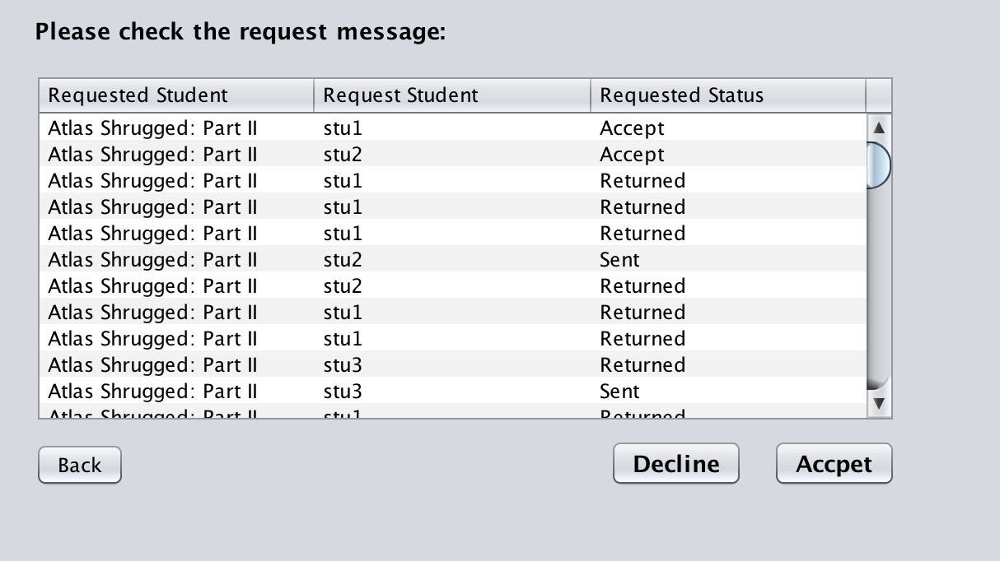 Please check the request message:
Requested Student Request Student Requested Status
Atlas Shrugged: Part II stu1 Accept
Atlas Shrugged: Part II stu2 Accept
Atlas Shrugged: Part II stu1 Returned
Atlas Shrugged: Part II stu1 Returned
Atlas Shrugged: Part II stu1 Returned
Atlas Shrugged: Part II stu2 Sent
Atlas Shrugged: Part II stu2 Returned
Atlas Shrugged: Part II stu1 Returned
Atlas Shrugged: Part II stu1 Returned
Atlas Shrugged: Part II stu3 Returned
Atlas Shrugged: Part II stu3 Sent
Atlas Shrugged: Part II stu1 Returned
Back Decline Accpet